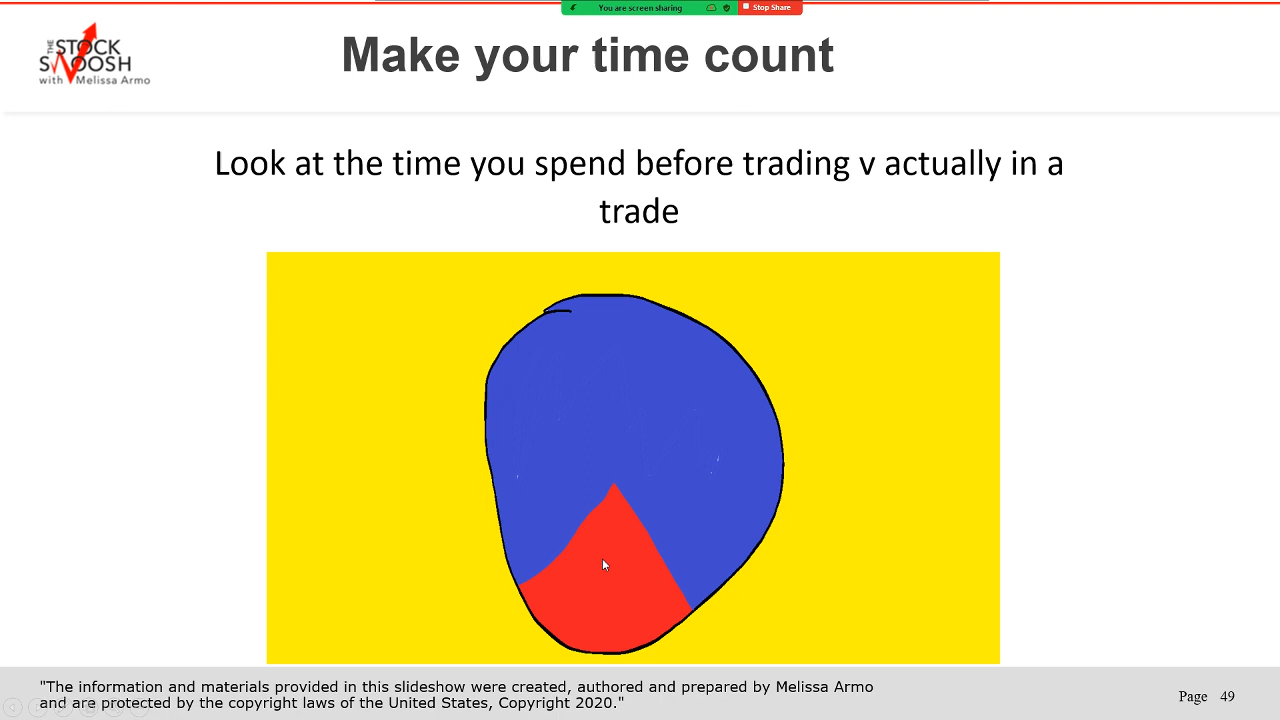 You are screen sharing
Stop Share
THE STOCK
SWOOSH
with Melissa Armo
Make your time count
Look at the time you spend before trading v actually in a
trade
"The information and materials provided in this slideshow were created, authored and prepared by Melissa Armo
and are protected by the copyright laws of the United States, Copyright 2020."
Page 49